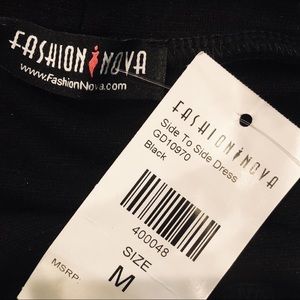 FASHION NOVA
www.FashionNova.com
FASHION NOVA
Side To Side Dress
GD10970
Black
400048
SIZE
M
MSRP: